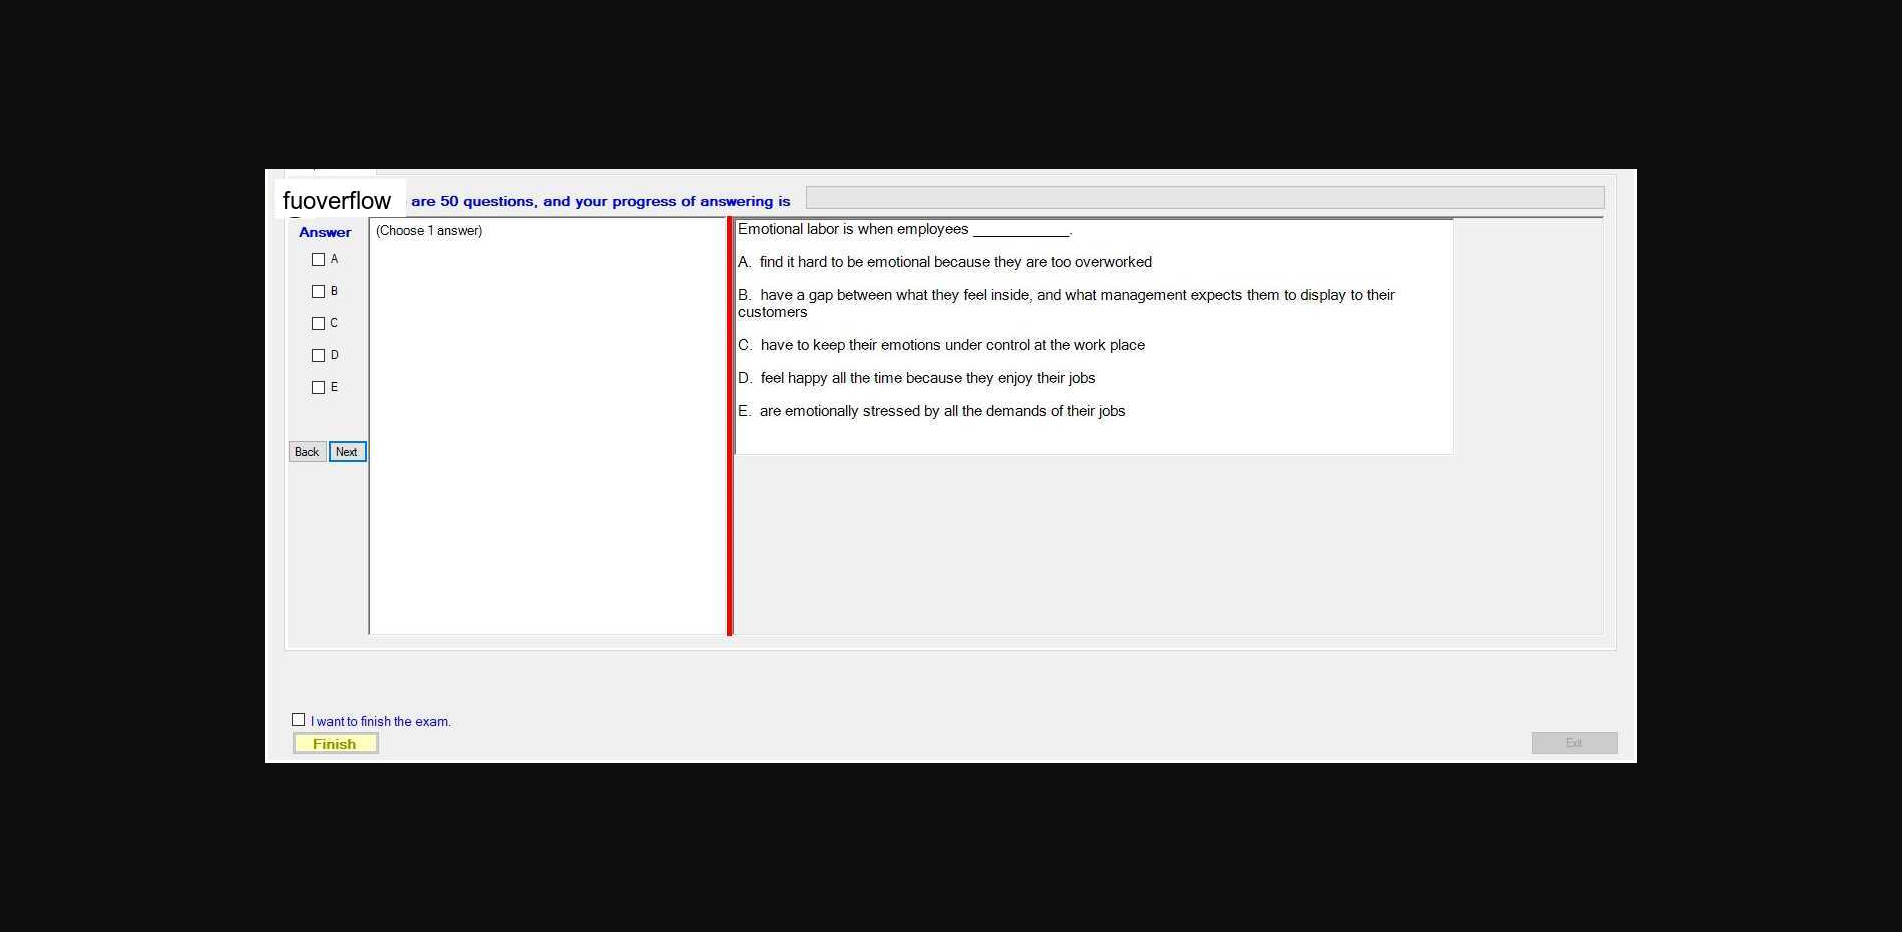 fuoverflow are 50 questions, and your progress of answering is
Answer
A
B
C
D
E
Back Next
(Choose 1 answer)
Emotional labor is when employees ____________.
A. find it hard to be emotional because they are too overworked
B. have a gap between what they feel inside, and what management expects them to display to their
customers
C. have to keep their emotions under control at the work place
D. feel happy all the time because they enjoy their jobs
E. are emotionally stressed by all the demands of their jobs
I want to finish the exam.
Finish
Exit